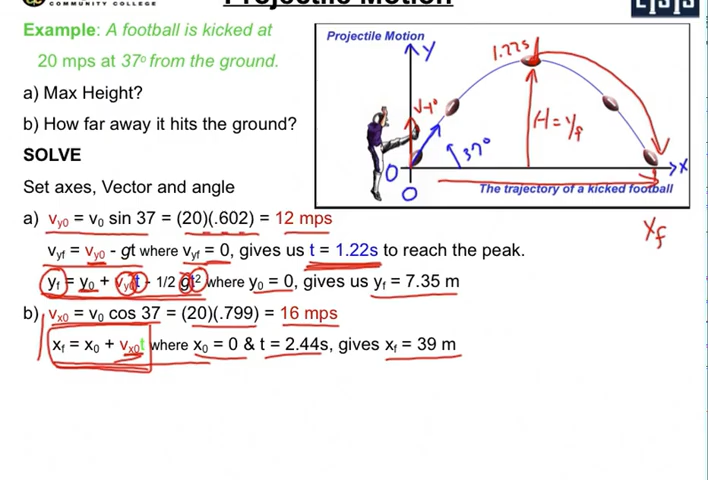 COMMUNITY COLLEGE
Projectile Motion
Example: A football is kicked at
20 mps at 37º from the ground.
a) Max Height?
b) How far away it hits the ground?
SOLVE
Set axes, Vector and angle
a) vy0 = v0 sin 37 = (20)(.602) = 12 mps
vyf = vy0 - gt where vyf = 0, gives us t = 1.22s to reach the peak.
yf = y0 + vy0t - 1/2 gt² where y0 = 0, gives us yf = 7.35 m
b) vx0 = v0 cos 37 = (20)(.799) = 16 mps
xf = x0 + vx0t where x0 = 0 & t = 2.44s, gives xf = 39 m
Projectile Motion
Y
1.22s
H = yf
37°
0
X
0
The trajectory of a kicked football
Xf